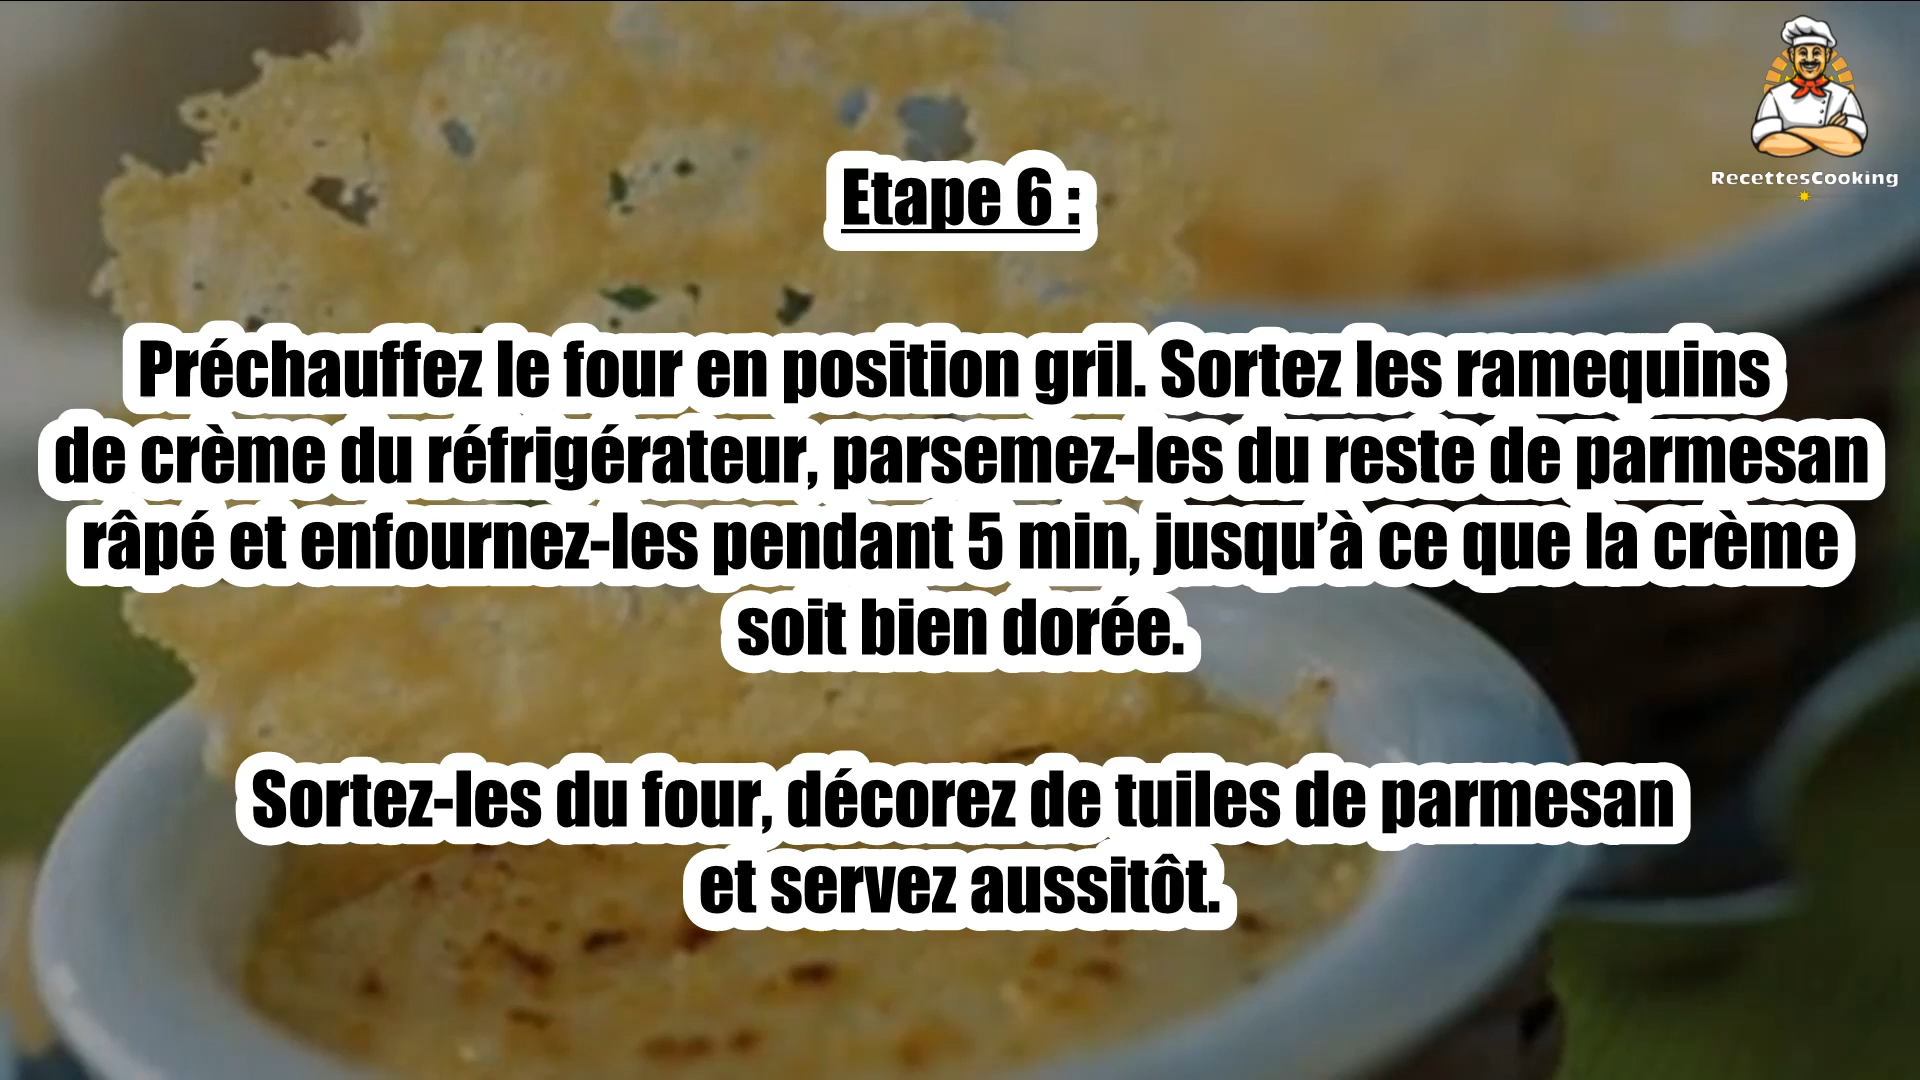 RecettesCooking
Etape 6 :
Préchauffez le four en position gril. Sortez les ramequins
de crème du réfrigérateur, parsemez-les du reste de parmesan
râpé et enfournez-les pendant 5 min, jusqu’à ce que la crème
soit bien dorée.
Sortez-les du four, décorez de tuiles de parmesan
et servez aussitôt.